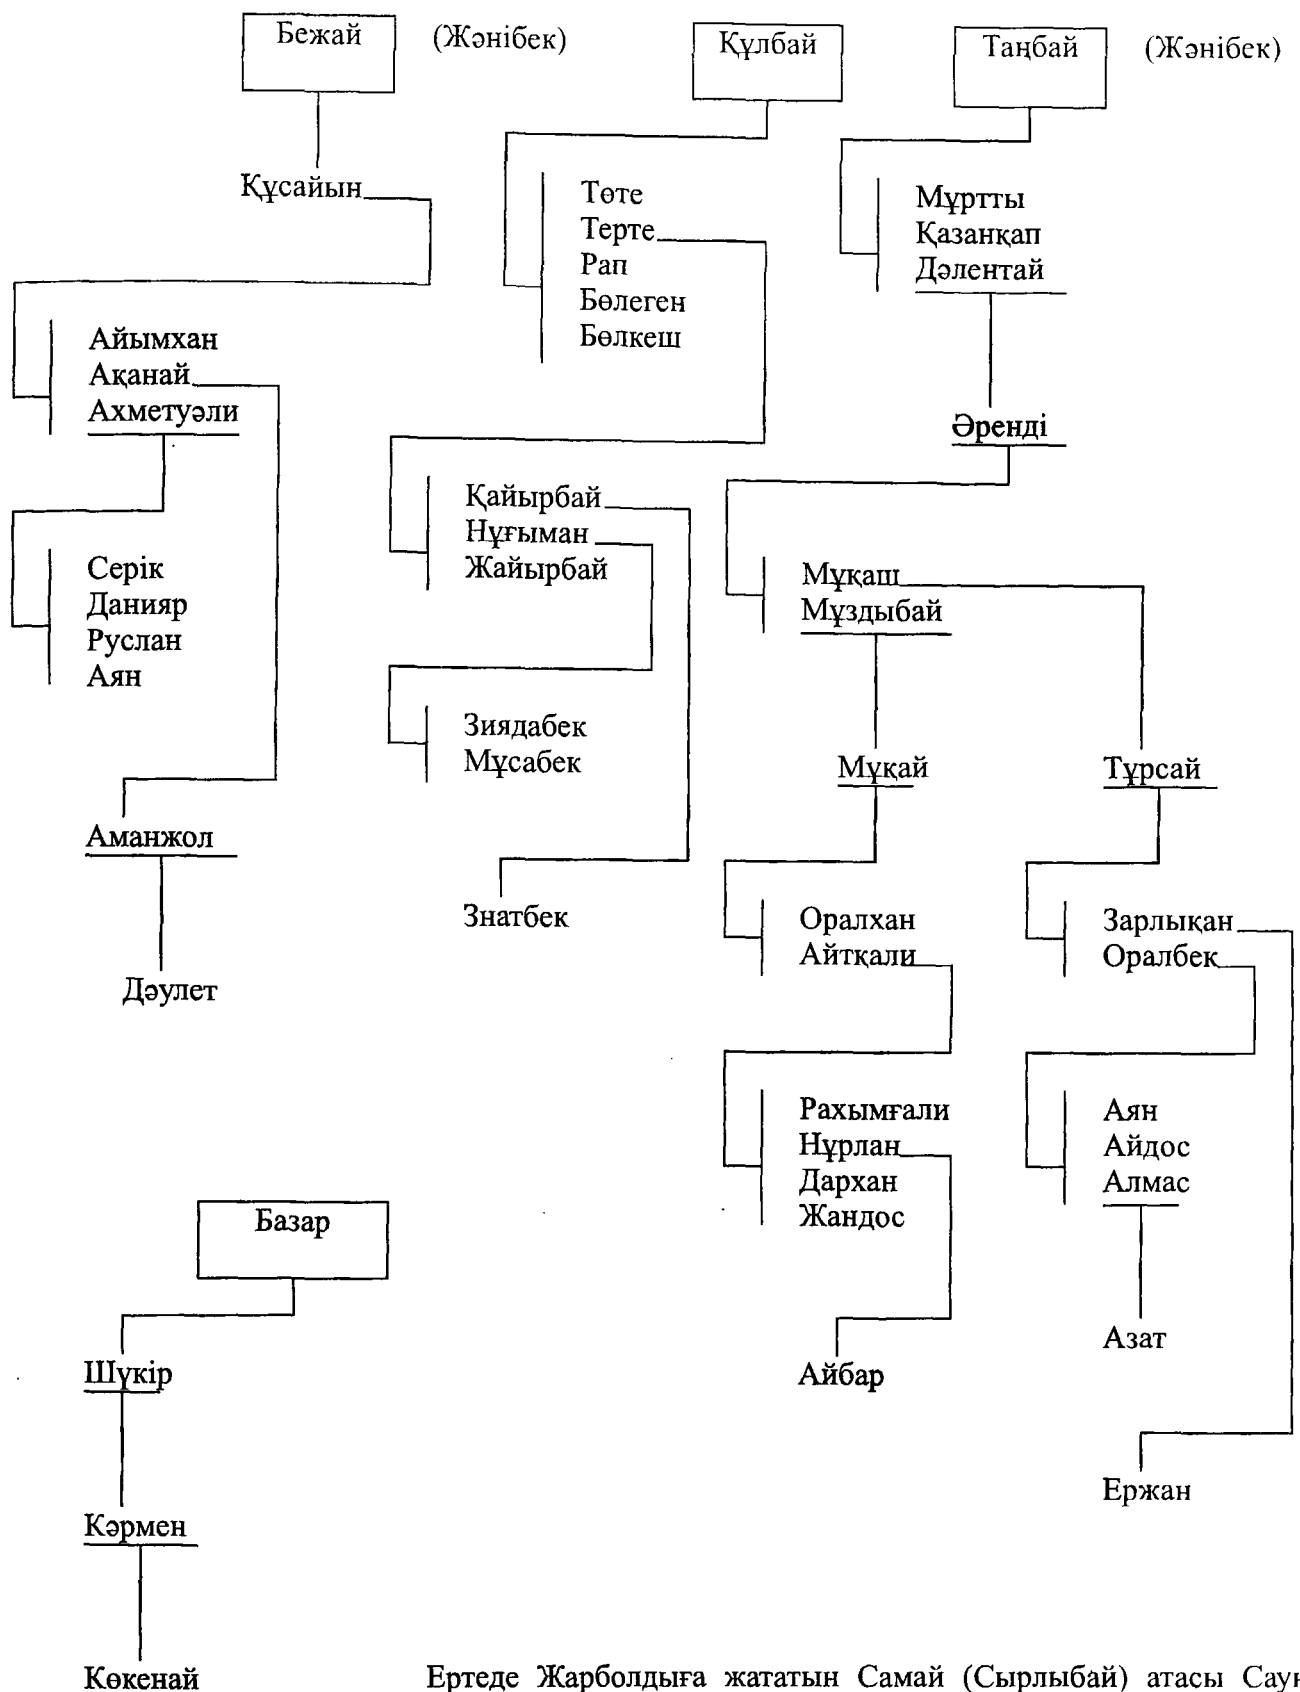 Бежай (Жәнібек)
Құсайын
Айымхан
Ақанай
Ахметуәли
Серік
Данияр
Руслан
Аян
Аманжол
Дәулет
Құлбай
Төте
Терте
Рап
Бөлеген
Бөлкеш
Қайырбай
Нұғыман
Жайырбай
Зиядабек
Мұсабек
Знатбек
Таңбай (Жәнібек)
Мұртты
Қазанқап
Дәлентай
Әренді
Мұқаш
Мұздыбай
Мұқай
Тұрсай
Оралхан
Айтқали
Зарлықан
Оралбек
Рахымғали
Нұрлан
Дархан
Жандос
Аян
Айдос
Алмас
Айбар
Азат
Ержан
Базар
Шүкір
Кәрмен
Көкенай
Ертеде Жарболдыға жататын Самай (Сырлыбай) атасы